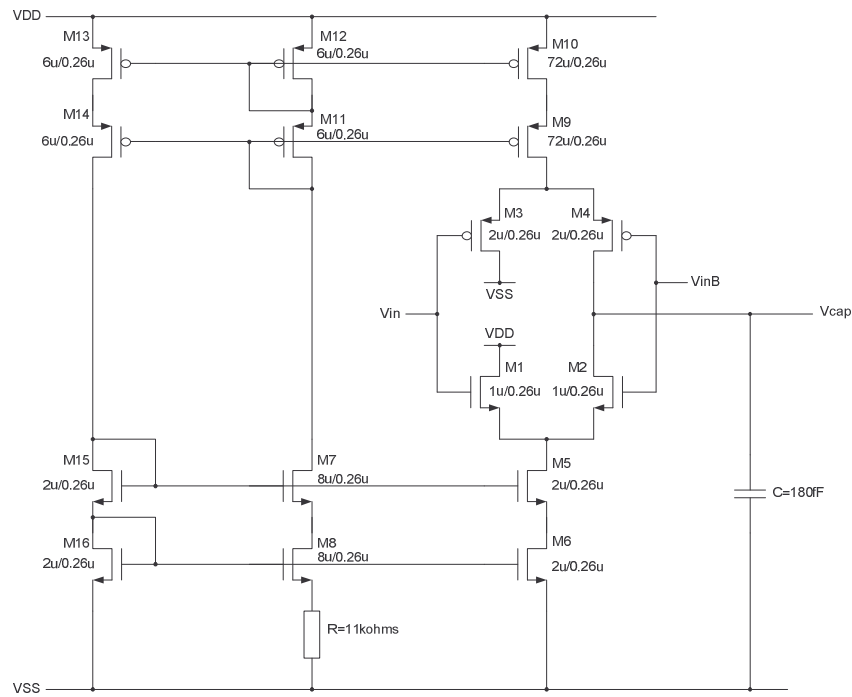 VDD
M13
6u/0.26u
M12
6u/0.26u
M10
72u/0.26u
M14
6u/0.26u
M11
6u/0.26u
M9
72u/0.26u
M3
2u/0.26u
M4
2u/0.26u
VSS
VinB
Vin
Vcap
VDD
M1
1u/0.26u
M2
1u/0.26u
M15
2u/0.26u
M7
8u/0.26u
M5
2u/0.26u
C=180fF
M16
2u/0.26u
M8
8u/0.26u
M6
2u/0.26u
R=11kohms
VSS